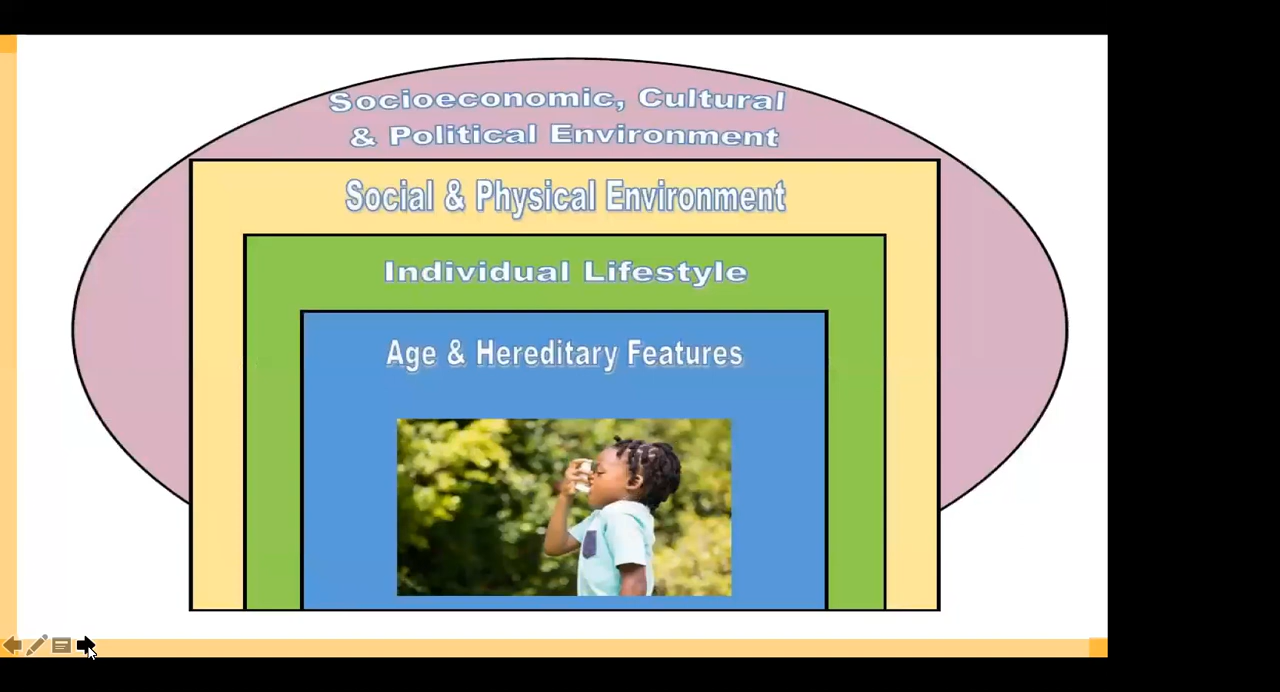 Socioeconomic, Cultural
& Political Environment
Social & Physical Environment
Individual Lifestyle
Age & Hereditary Features